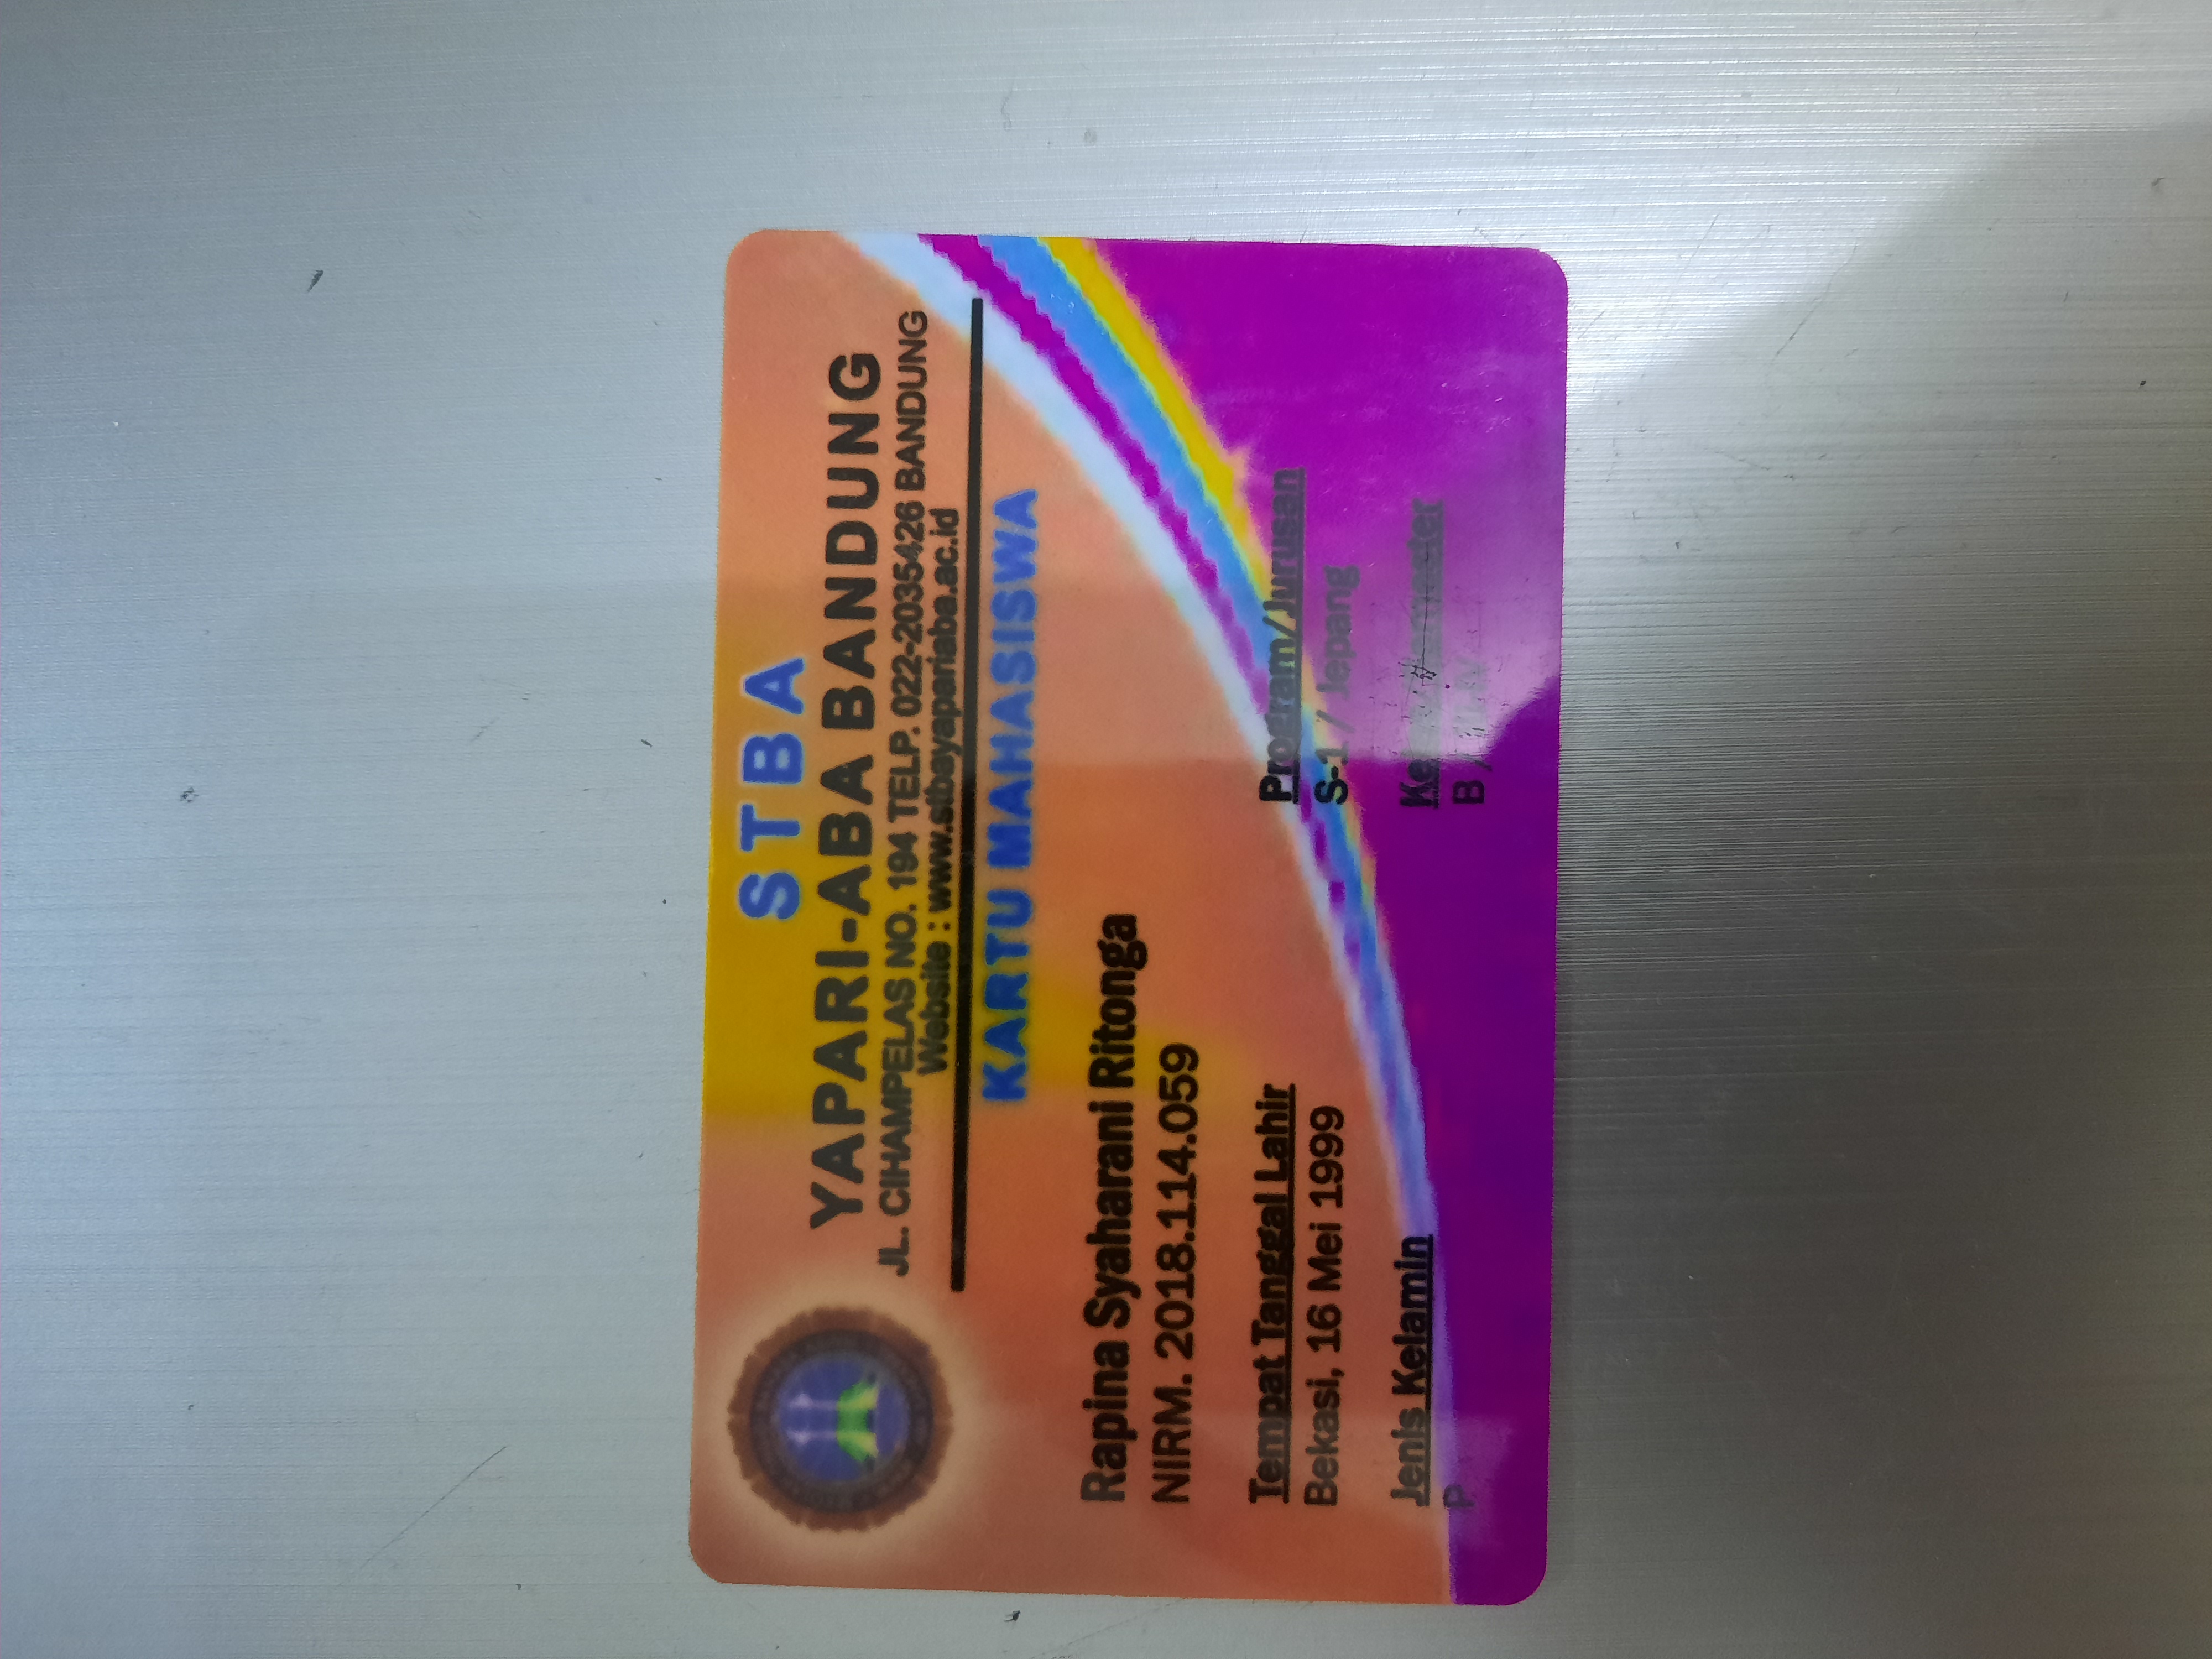 STBA
YAPARI-ABA BANDUNG
JL. CIHAMPELAS NO. 194 TELP. 022-2035426 BANDUNG
Website : www.stbayapariaba.ac.id
KARTU MAHASISWA
Rapina Syaharani Ritonga
NIRM. 2018.114.059
Tempat Tanggal Lahir
Bekasi, 16 Mei 1999
Program/Jurusan
S-1 / Jepang
Jenis Kelamin
P
B /